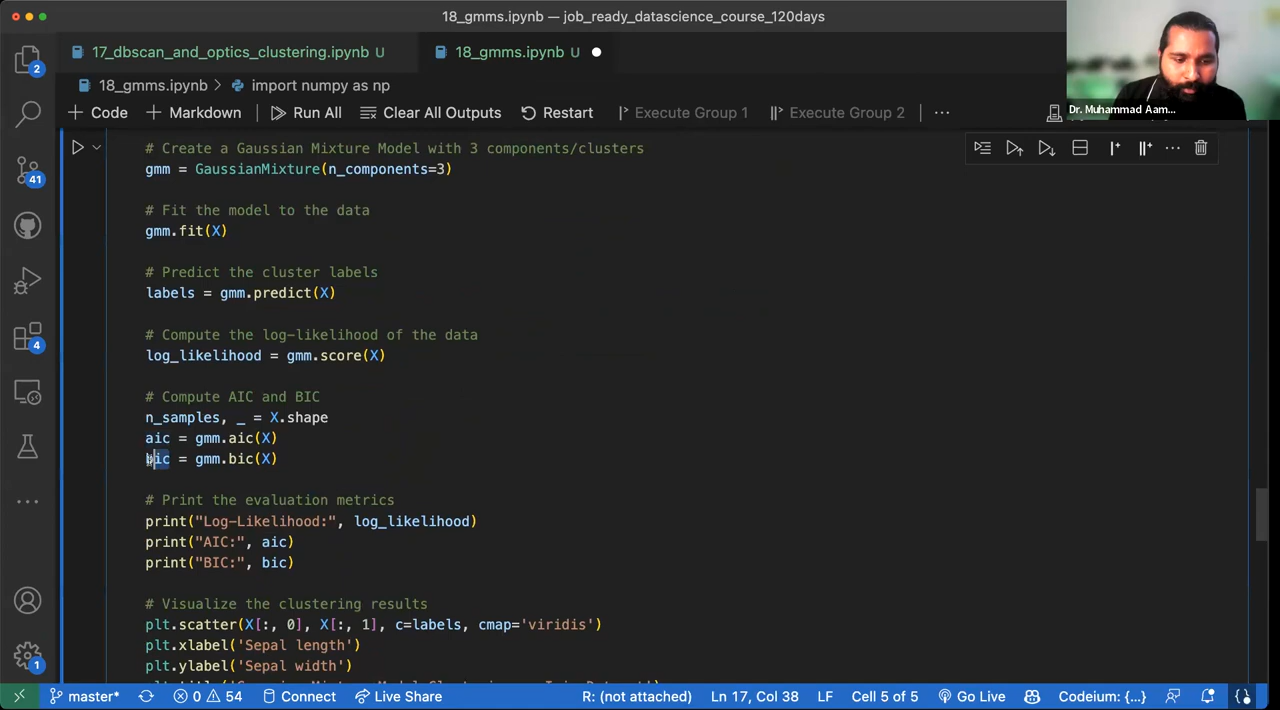 18_gmms.ipynb — job_ready_datascience_course_120days
17_dbscan_and_optics_clustering.ipynb U
18_gmms.ipynb U
18_gmms.ipynb > import numpy as np
+ Code + Markdown Run All Clear All Outputs Restart Execute Group 1 Execute Group 2 ...
Dr. Muhammad Aam...
2
41
4
1
# Create a Gaussian Mixture Model with 3 components/clusters
gmm = GaussianMixture(n_components=3)
# Fit the model to the data
gmm.fit(X)
# Predict the cluster labels
labels = gmm.predict(X)
# Compute the log-likelihood of the data
log_likelihood = gmm.score(X)
# Compute AIC and BIC
n_samples, _ = X.shape
aic = gmm.aic(X)
bic = gmm.bic(X)
# Print the evaluation metrics
print("Log-Likelihood:", log_likelihood)
print("AIC:", aic)
print("BIC:", bic)
# Visualize the clustering results
plt.scatter(X[:, 0], X[:, 1], c=labels, cmap='viridis')
plt.xlabel('Sepal length')
plt.ylabel('Sepal width')
master* 0 54 Connect Live Share R: (not attached) Ln 17, Col 38 LF Cell 5 of 5 Go Live Codeium: {...}